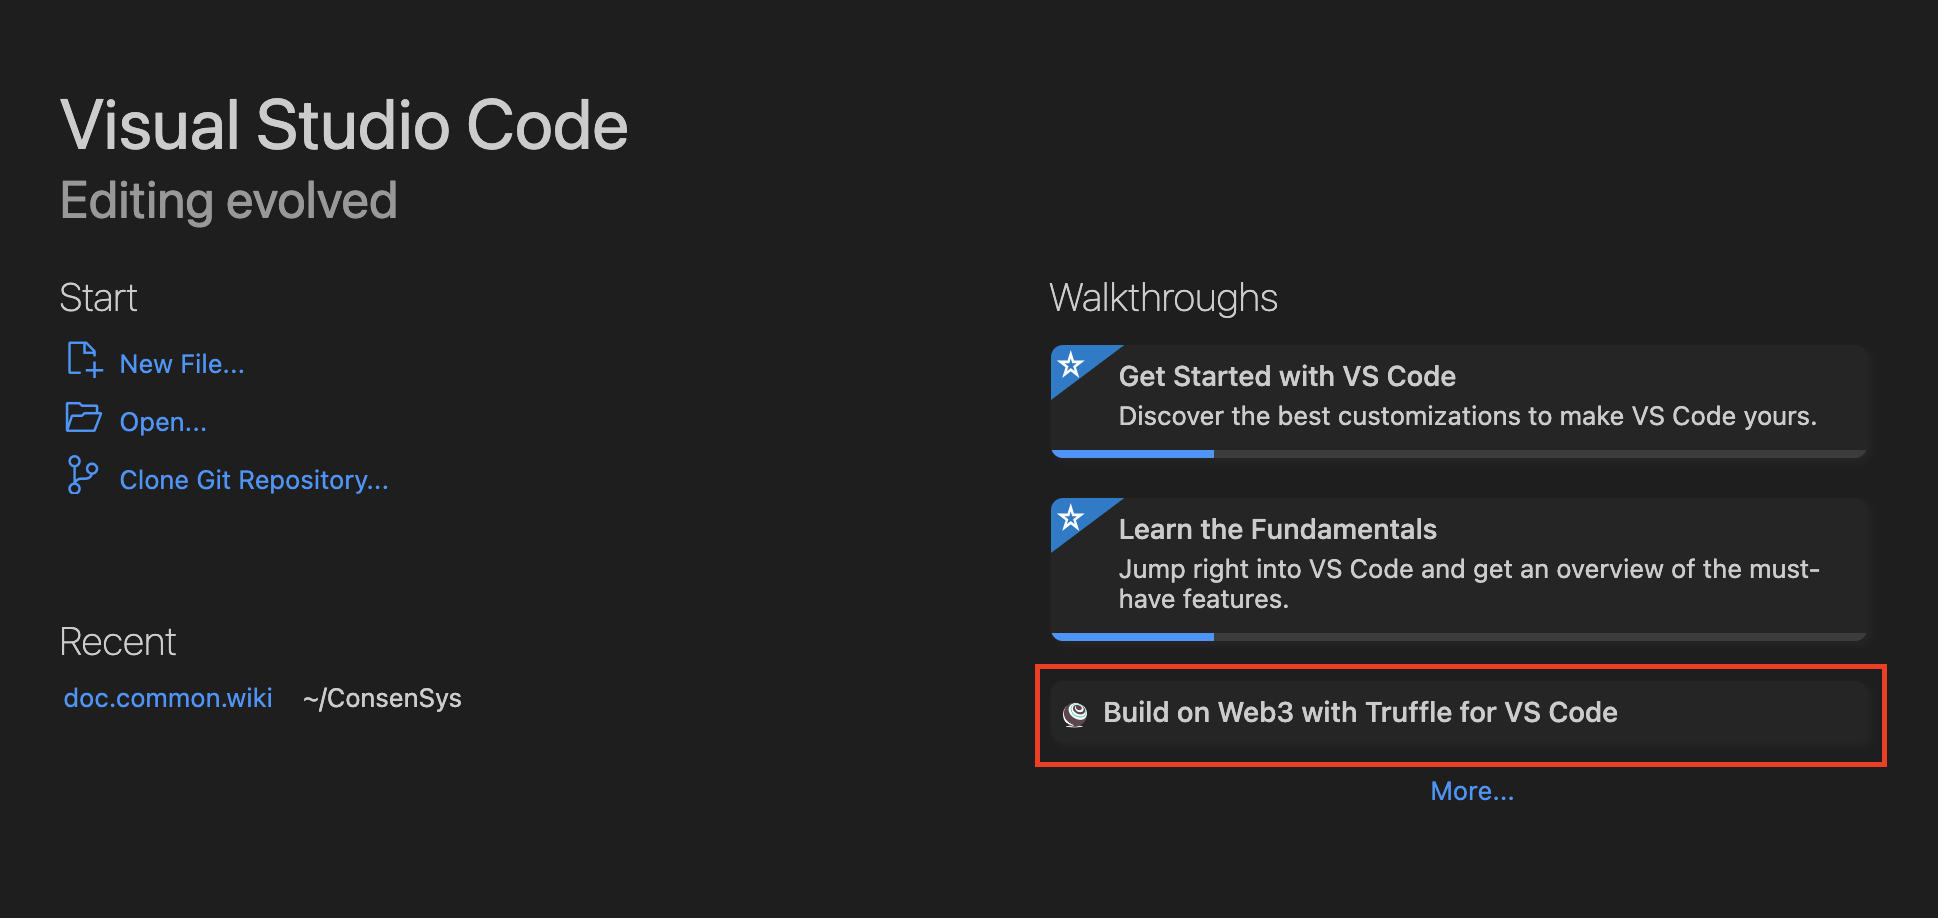 Visual Studio Code
Editing evolved
Start
New File...
Open...
Clone Git Repository...
Recent
doc.common.wiki ~/ConsenSys
Walkthroughs
Get Started with VS Code
Discover the best customizations to make VS Code yours.
Learn the Fundamentals
Jump right into VS Code and get an overview of the must-
have features.
Build on Web3 with Truffle for VS Code
More...